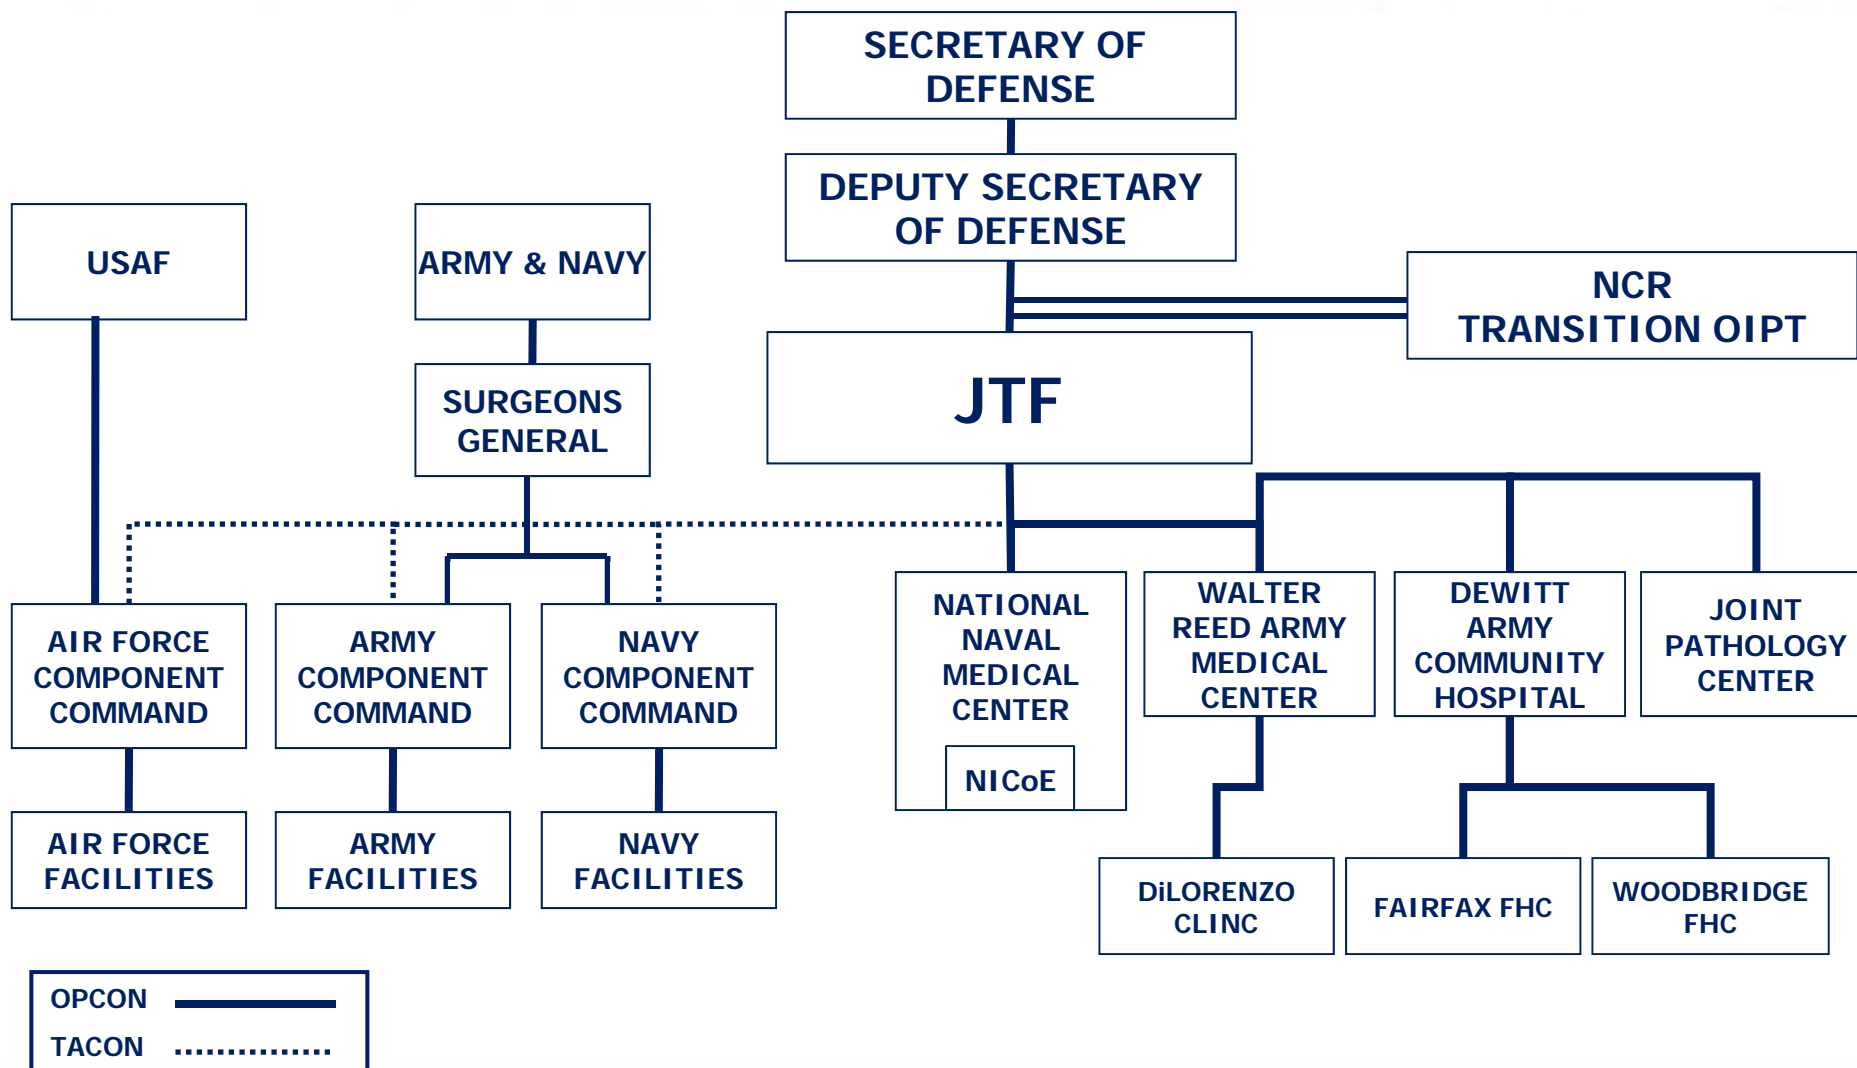 SECRETARY OF
DEFENSE
DEPUTY SECRETARY
OF DEFENSE
USAF
ARMY & NAVY
NCR
TRANSITION OIPT
SURGEONS
GENERAL
JTF
AIR FORCE
COMPONENT
COMMAND
ARMY
COMPONENT
COMMAND
NAVY
COMPONENT
COMMAND
NATIONAL
NAVAL
MEDICAL
CENTER
NICoE
WALTER
REED ARMY
MEDICAL
CENTER
DEWITT
ARMY
COMMUNITY
HOSPITAL
JOINT
PATHOLOGY
CENTER
AIR FORCE
FACILITIES
ARMY
FACILITIES
NAVY
FACILITIES
DiLORENZO
CLINC
FAIRFAX FHC
WOODBRIDGE
FHC
OPCON
TACON